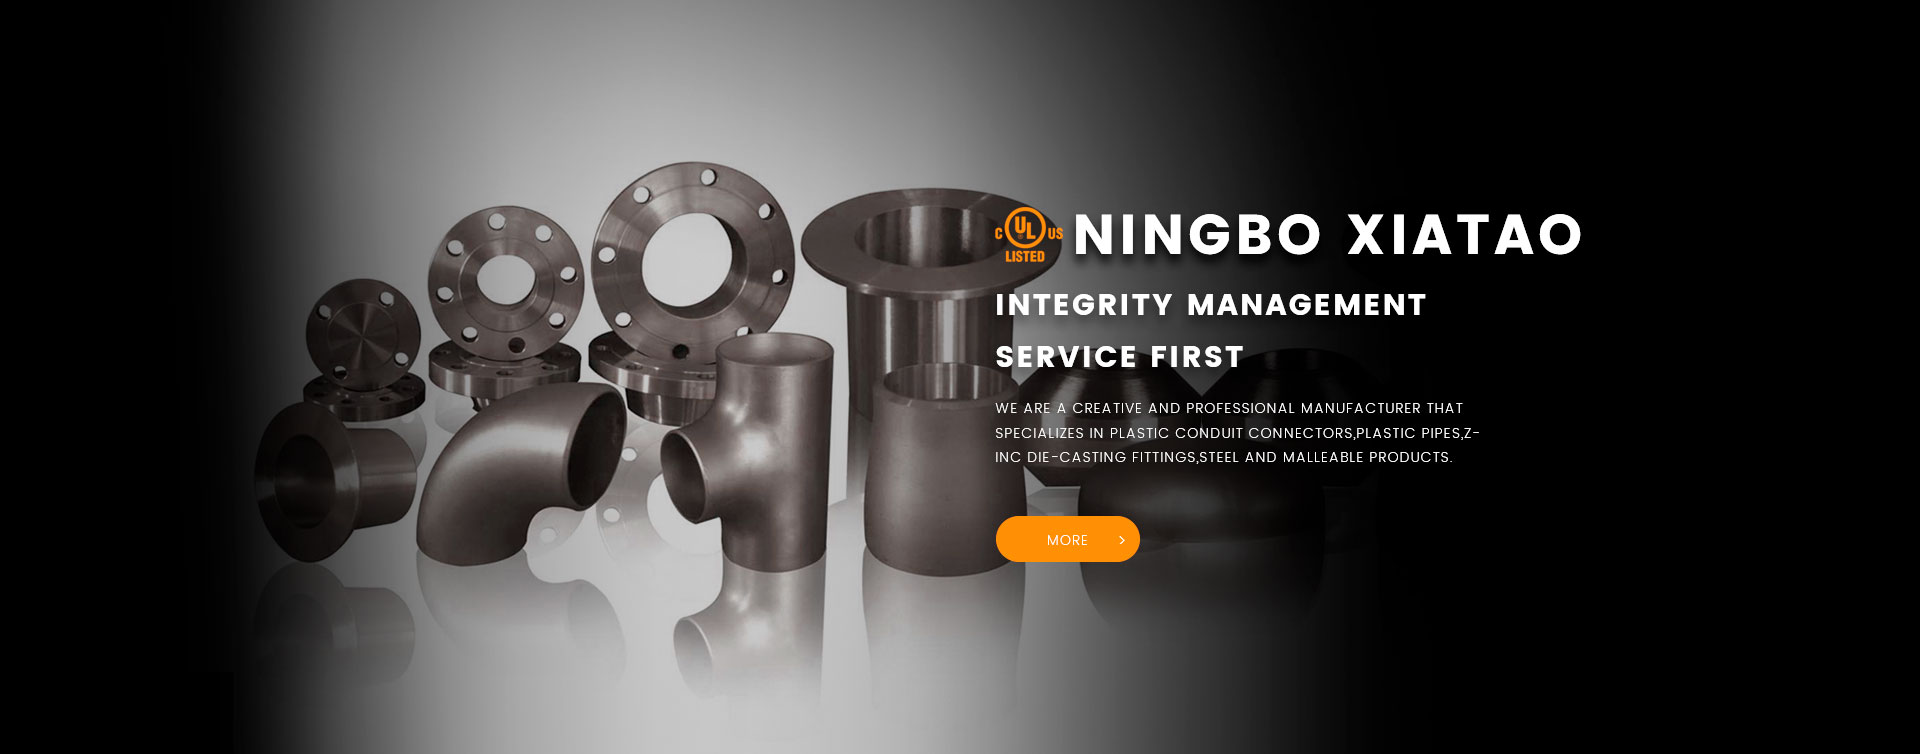 C UL US
LISTED
NINGBO XIATAO
INTEGRITY MANAGEMENT
SERVICE FIRST
WE ARE A CREATIVE AND PROFESSIONAL MANUFACTURER THAT
SPECIALIZES IN PLASTIC CONDUIT CONNECTORS,PLASTIC PIPES,Z-
INC DIE-CASTING FITTINGS,STEEL AND MALLEABLE PRODUCTS.
MORE >